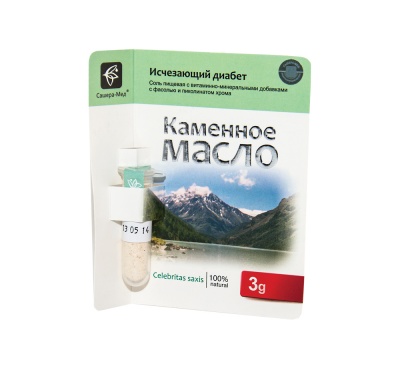 Сашера-Мед®
Исчезающий диабет
Соль пищевая с витаминно-минеральными добавками
с фасолью и пиколинатом хрома
Каменное
масло
13 05 14
Celebritas saxis
100%
natural
3g